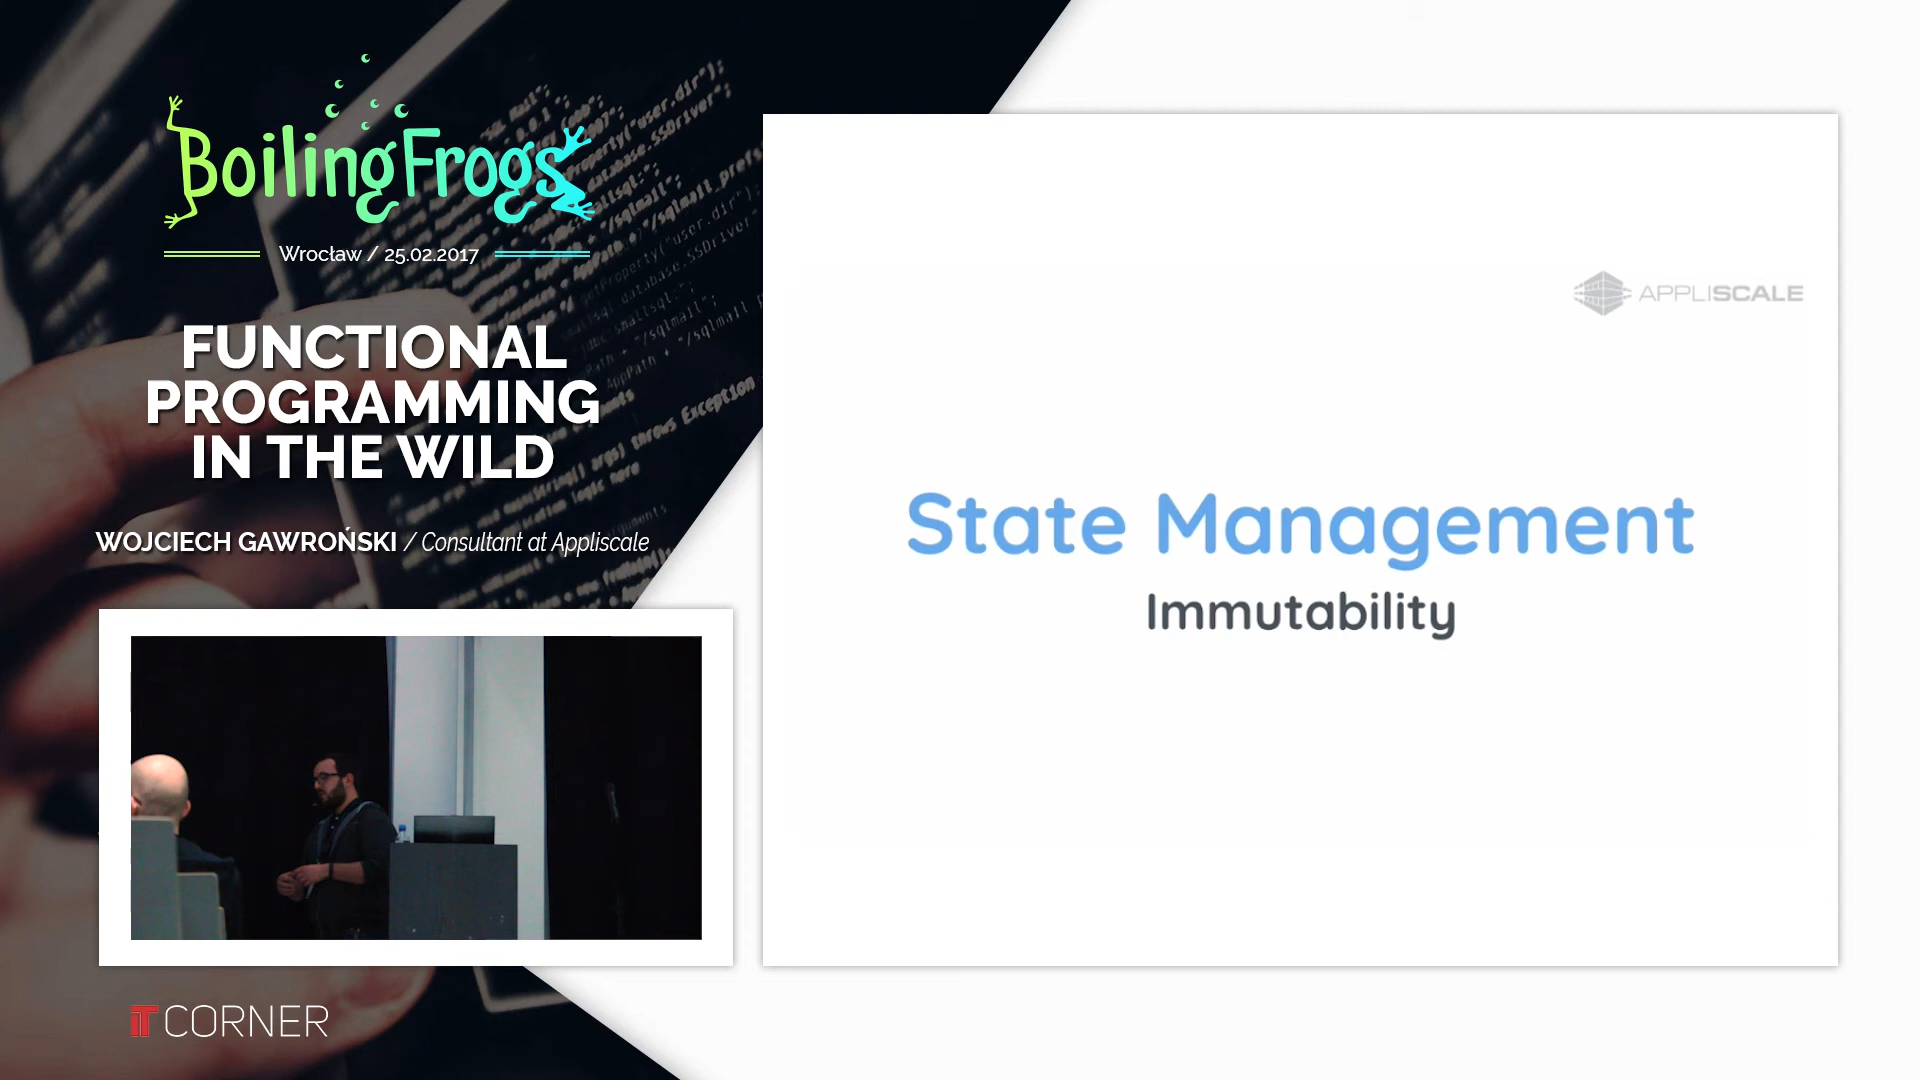 BoilingFrogs
Wrocław / 25.02.2017
FUNCTIONAL
PROGRAMMING
IN THE WILD
WOJCIECH GAWROŃSKI / Consultant at Appliscale
IT CORNER
APPLISCALE
State Management
Immutability